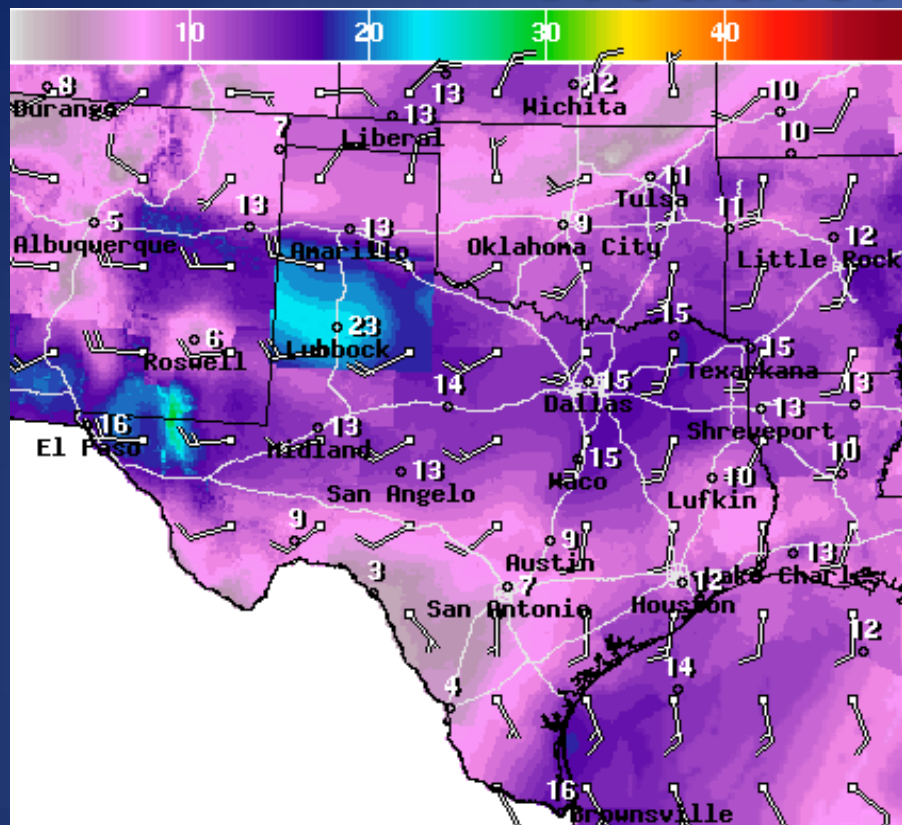 10 20 30 40
8 13 12 10
Durango Wichita
13
Liberal
7 10
11
Tulsa
5 13 13 9 11 12
Albuquerque Amarillo Oklahoma City Little Rock
6 23 15 15
Roswell Lubbock Texarkana
14 15 13 13
Dallas
16 13 Shreveport
El Paso Midland
13 15 10 10
San Angelo Waco Lufkin
9 9 13
Austin
3 7 12 Lake Charles
San Antonio Houston
12
4 14
16
Brownsville